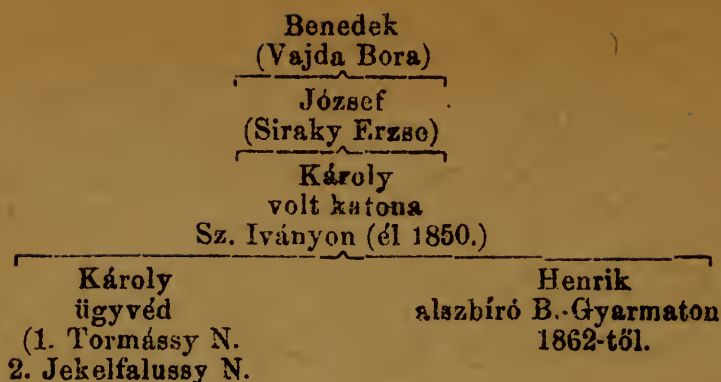 Benedek
(Vajda Bora)
József
(Siraky Erzse)
Károly
volt katona
Sz. Iványon (él 1850.)
Károly
ügyvéd
(1. Tormássy N.
2. Jekelfalussy N.
Henrik
alszbíró B.-Gyarmaton
1862-től.